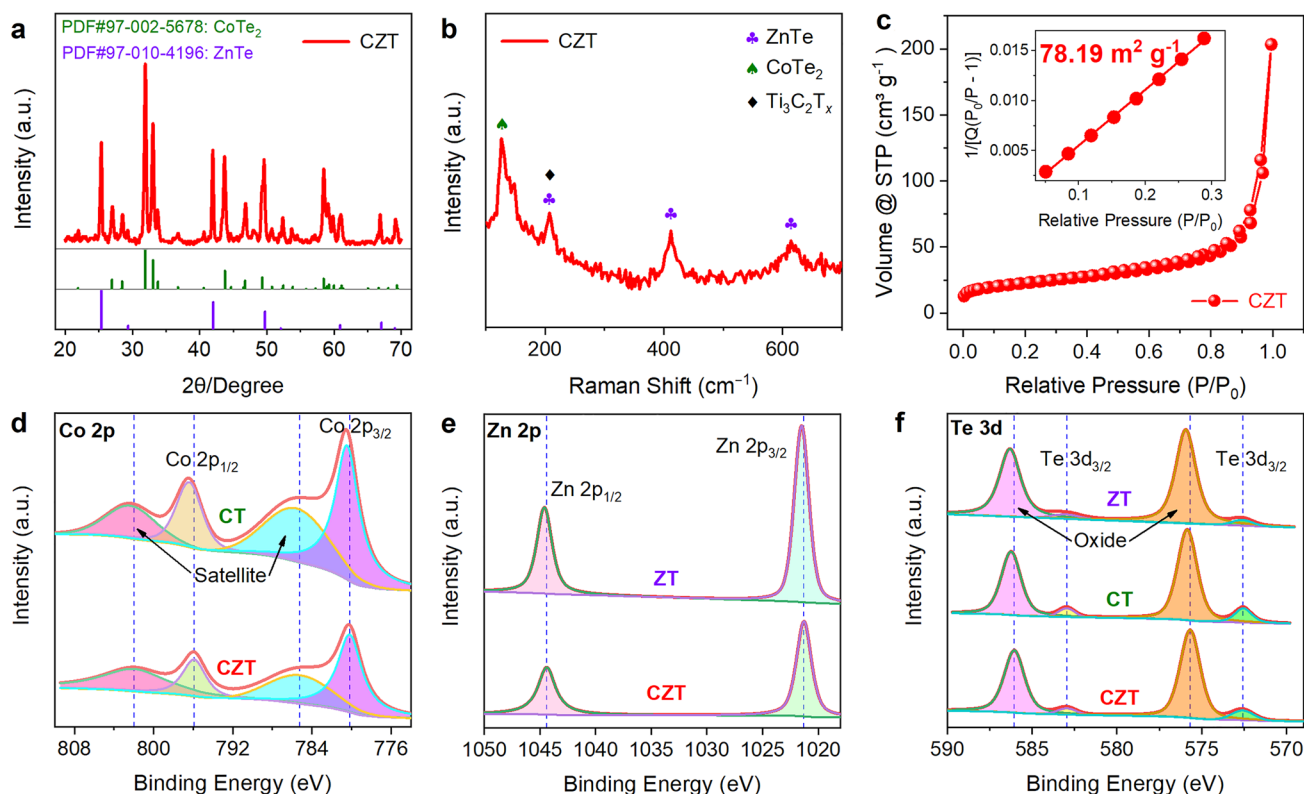 a
PDF#97-002-5678: CoTe₂
PDF#97-010-4196: ZnTe
CZT
Intensity (a.u.)
20 30 40 50 60 70
2θ/Degree
b
CZT
♣ ZnTe
♠ CoTe₂
♦ Ti₃C₂Tₓ
Intensity (a.u.)
200 400 600
Raman Shift (cm⁻¹)
c
200
150
100
50
0
Volume @ STP (cm³ g⁻¹)
78.19 m² g⁻¹
0.015
0.010
0.005
1/[Q(P₀/P - 1)]
0.1 0.2 0.3
Relative Pressure (P/P₀)
CZT
0.0 0.2 0.4 0.6 0.8 1.0
Relative Pressure (P/P₀)
d
Co 2p
Co 2p₃/₂
Co 2p₁/₂
CT
Satellite
CZT
Intensity (a.u.)
808 800 792 784 776
Binding Energy (eV)
e
Zn 2p
Zn 2p₃/₂
Zn 2p₁/₂
ZT
CZT
Intensity (a.u.)
1050 1045 1040 1035 1030 1025 1020
Binding Energy (eV)
f
Te 3d
Te 3d₃/₂
Te 3d₃/₂
ZT
Oxide
CT
CZT
Intensity (a.u.)
590 585 580 575 570
Binding Energy (eV)